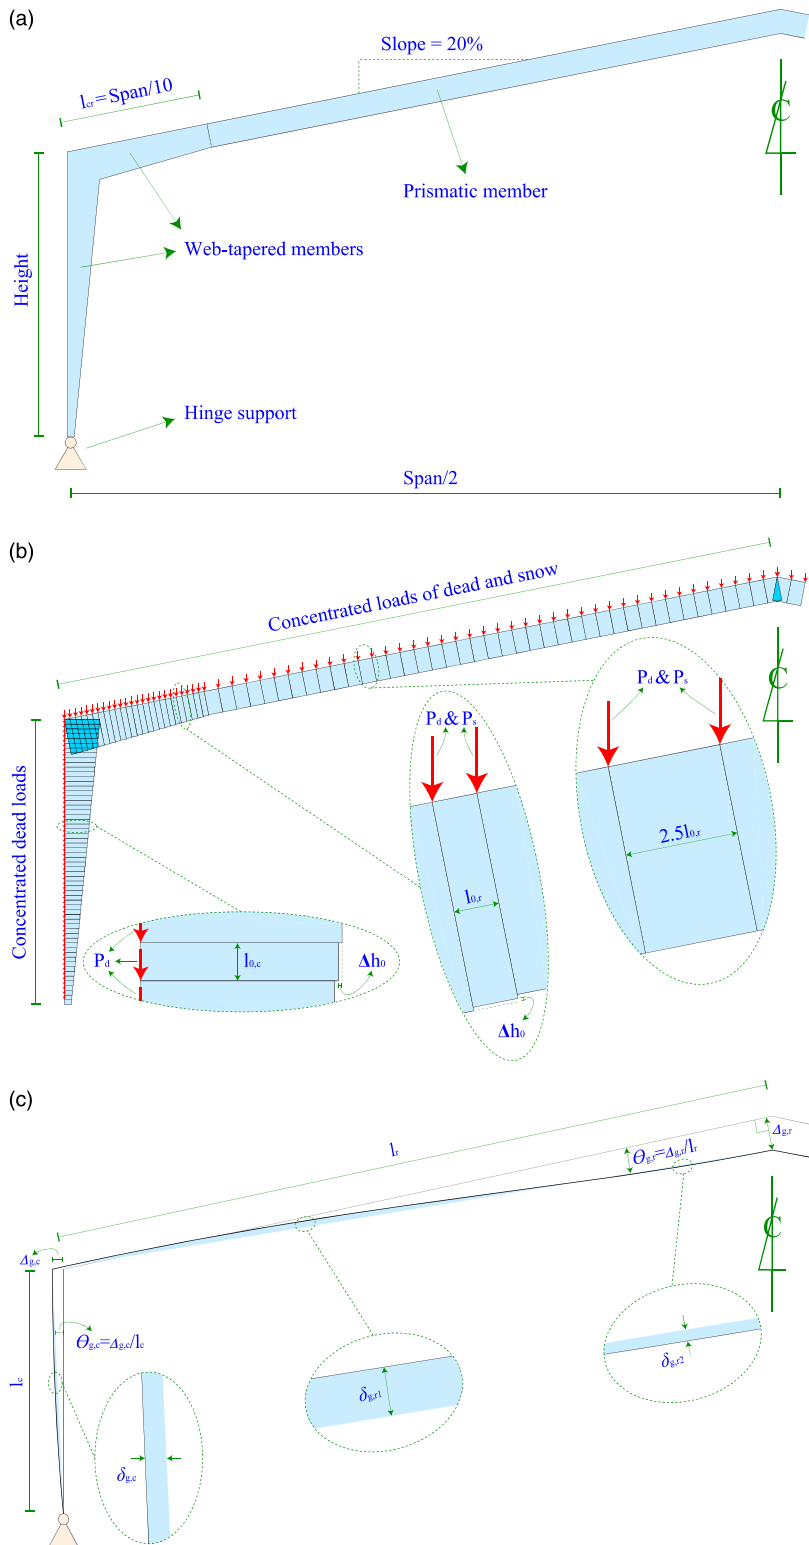 (a)
Slope = 20%
l_cr=Span/10
℄
Prismatic member
Web-tapered members
Height
Hinge support
Span/2
(b)
Concentrated loads of dead and snow
℄
P_d & P_s
P_d & P_s
2.5l_0,r
l_0,r
Concentrated dead loads
P_d
l_0,c
Δh_0
Δh_0
(c)
l_r
Δ_g,r
θ_g,r=Δ_g,r/l_r
℄
Δ_g,c
θ_g,c=Δ_g,c/l_c
l_c
δ_g,r1
δ_g,r2
δ_g,c